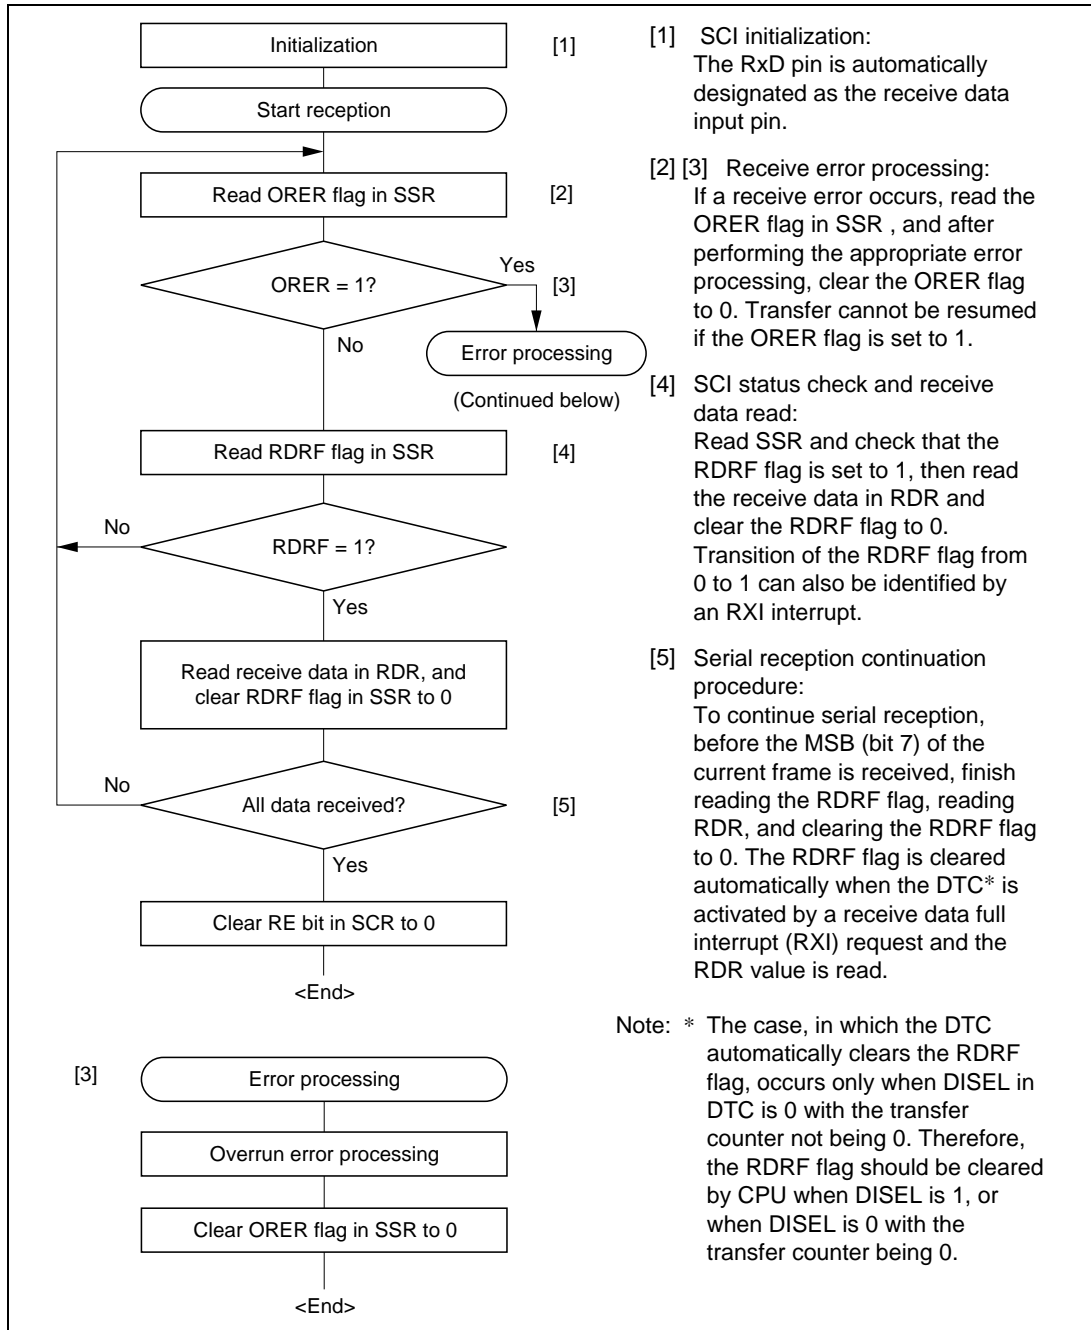 Initialization
[1]
Start reception
Read ORER flag in SSR
[2]
ORER = 1?
Yes
[3]
No
Error processing
(Continued below)
Read RDRF flag in SSR
[4]
No
RDRF = 1?
Yes
Read receive data in RDR, and
clear RDRF flag in SSR to 0
No
All data received?
[5]
Yes
Clear RE bit in SCR to 0
<End>
[3]
Error processing
Overrun error processing
Clear ORER flag in SSR to 0
<End>
[1] SCI initialization:
The RxD pin is automatically
designated as the receive data
input pin.
[2] [3] Receive error processing:
If a receive error occurs, read the
ORER flag in SSR , and after
performing the appropriate error
processing, clear the ORER flag
to 0. Transfer cannot be resumed
if the ORER flag is set to 1.
[4] SCI status check and receive
data read:
Read SSR and check that the
RDRF flag is set to 1, then read
the receive data in RDR and
clear the RDRF flag to 0.
Transition of the RDRF flag from
0 to 1 can also be identified by
an RXI interrupt.
[5] Serial reception continuation
procedure:
To continue serial reception,
before the MSB (bit 7) of the
current frame is received, finish
reading the RDRF flag, reading
RDR, and clearing the RDRF flag
to 0. The RDRF flag is cleared
automatically when the DTC* is
activated by a receive data full
interrupt (RXI) request and the
RDR value is read.
Note: * The case, in which the DTC
automatically clears the RDRF
flag, occurs only when DISEL in
DTC is 0 with the transfer
counter not being 0. Therefore,
the RDRF flag should be cleared
by CPU when DISEL is 1, or
when DISEL is 0 with the
transfer counter being 0.